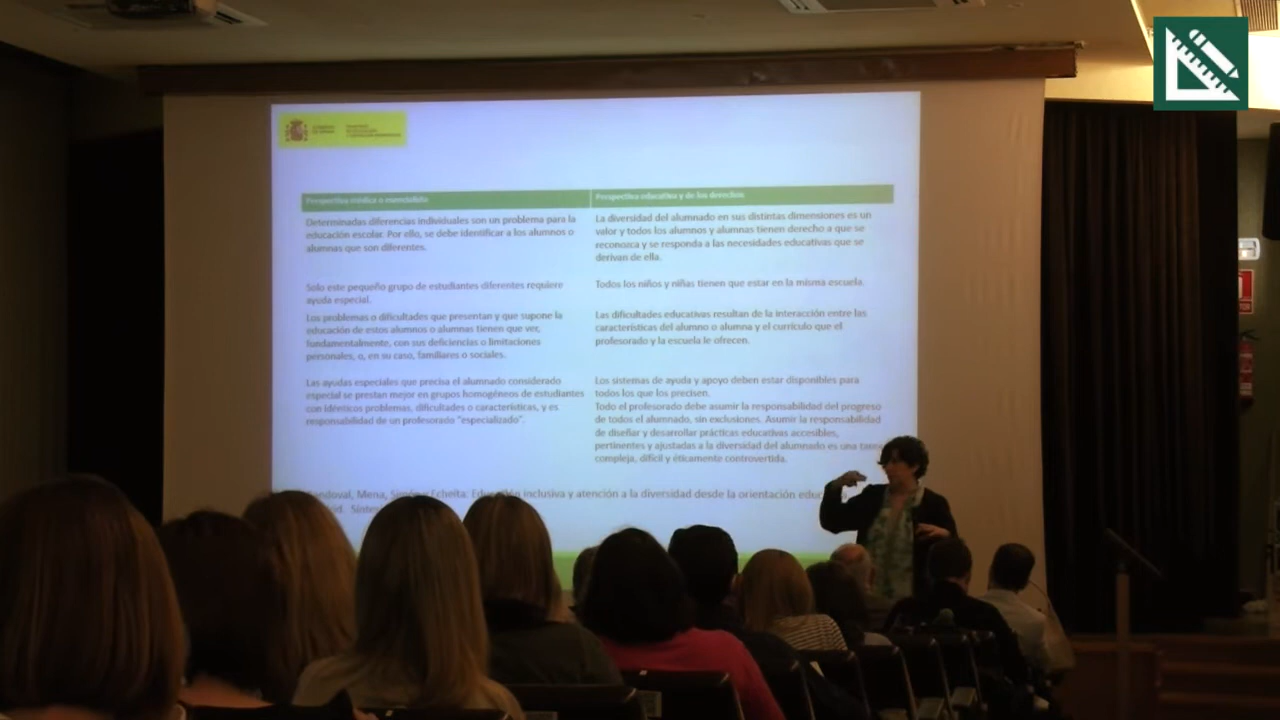 GOBIERNO
DE ESPAÑA
Perspectiva médica o esencialista
Perspectiva educativa y de los derechos
Determinadas diferencias individuales son un problema para la
educación escolar. Por ello, se debe identificar a los alumnos o
alumnas que son diferentes.
La diversidad del alumnado en sus distintas dimensiones es un
valor y todos los alumnos y alumnas tienen derecho a que se
reconozca y se responda a las necesidades educativas que se
derivan de ella.
Solo este pequeño grupo de estudiantes diferentes requiere
ayuda especial.
Todos los niños y niñas tienen que estar en la misma escuela.
Los problemas o dificultades que presentan y que supone la
educación de estos alumnos o alumnas tienen que ver,
fundamentalmente, con sus deficiencias o limitaciones
personales, o, en su caso, familiares o sociales.
Las dificultades educativas resultan de la interacción entre las
características del alumno o alumna y el currículo que el
profesorado y la escuela le ofrecen.
Las ayudas especiales que precisa el alumnado considerado
especial se prestan mejor en grupos homogéneos de estudiantes
con idénticos problemas, dificultades o características, y es
responsabilidad de un profesorado "especializado".
Los sistemas de ayuda y apoyo deben estar disponibles para
todos los que los precisen.
Todo el profesorado debe asumir la responsabilidad del progreso
de todos el alumnado, sin exclusiones. Asumir la responsabilidad
de diseñar y desarrollar prácticas educativas accesibles,
pertinentes y ajustadas a la diversidad del alumnado es una tarea
compleja, difícil y éticamente controvertida.
Sandoval, Mena, Simón y Echeita: Educación inclusiva y atención a la diversidad desde la orientación educ